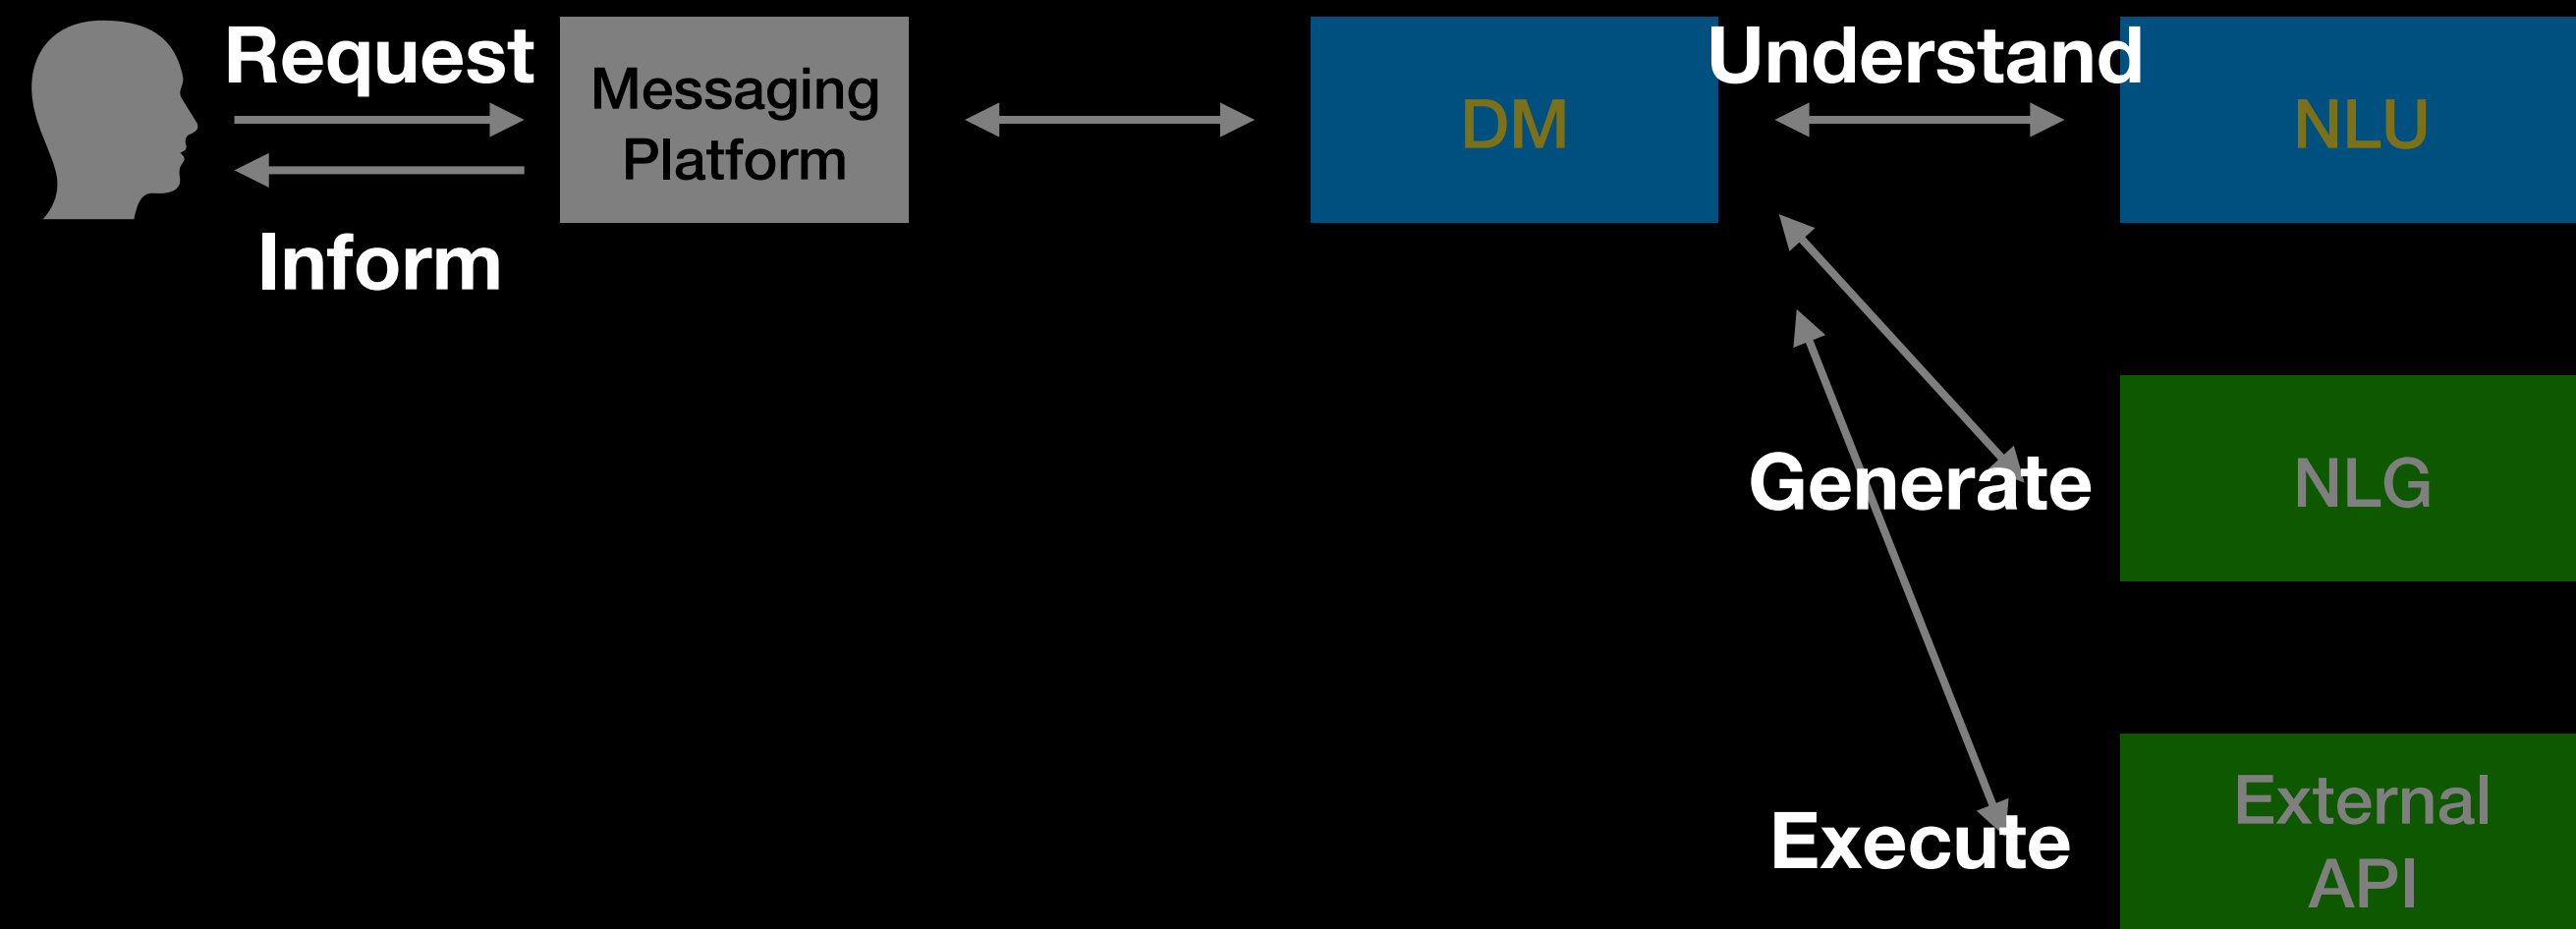 Request
Inform
Messaging
Platform
DM
Understand
NLU
Generate
NLG
Execute
External
API